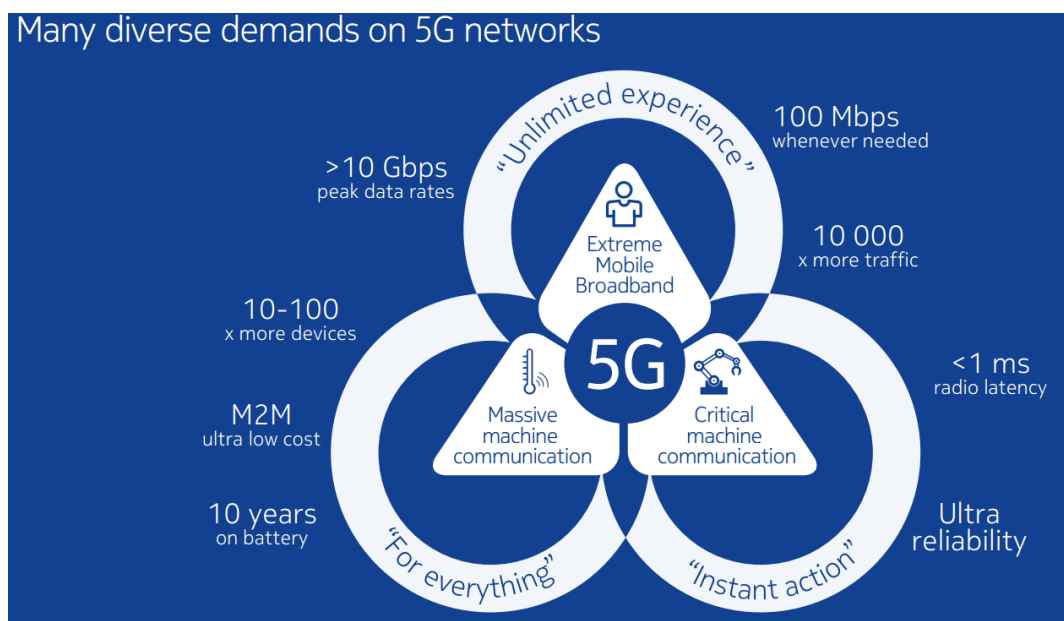 Many diverse demands on 5G networks
"Unlimited experience"
>10 Gbps
peak data rates
100 Mbps
whenever needed
10 000
x more traffic
Extreme
Mobile
Broadband
5G
10-100
x more devices
M2M
ultra low cost
10 years
on battery
Massive
machine
communication
"For everything"
Critical
machine
communication
<1 ms
radio latency
Ultra
reliability
"Instant action"